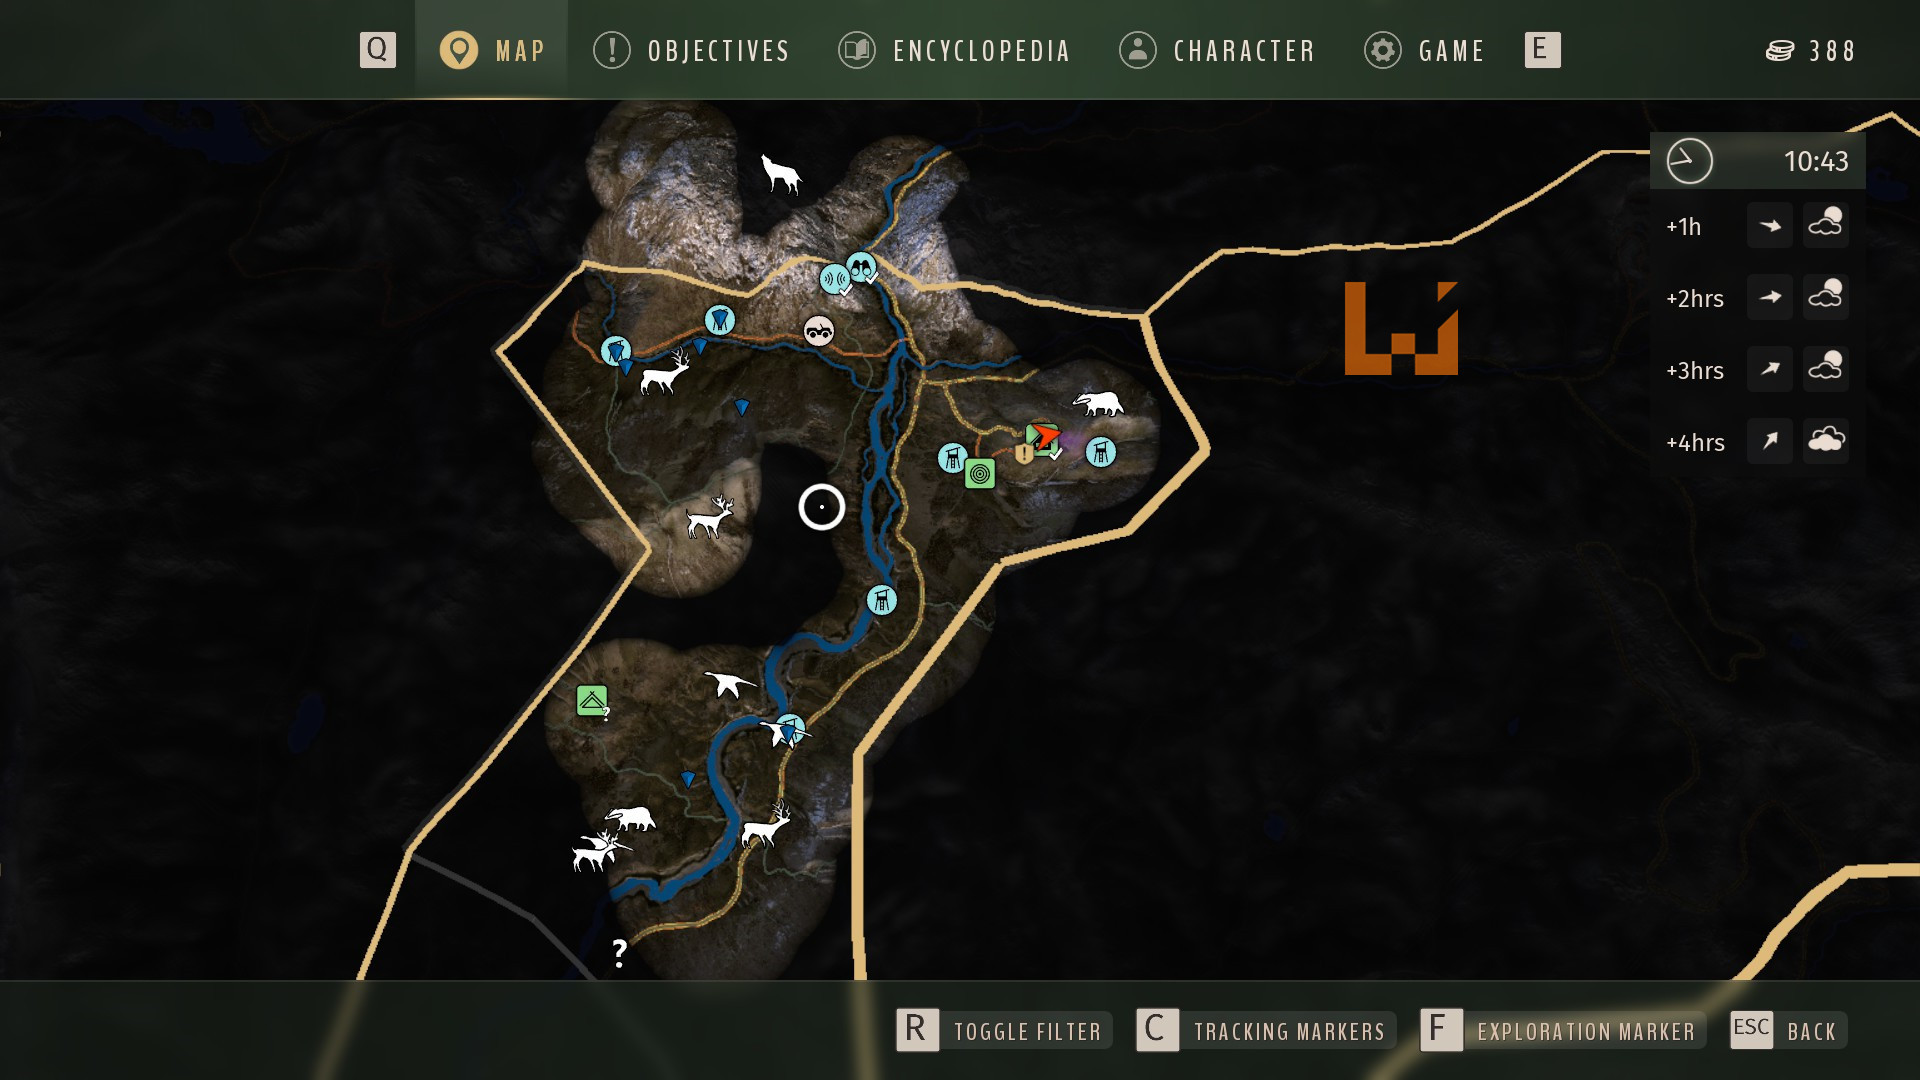 Q MAP OBJECTIVES ENCYCLOPEDIA CHARACTER GAME E 388
10:43
+1h
+2hrs
+3hrs
+4hrs
!
?
?
R TOGGLE FILTER C TRACKING MARKERS F EXPLORATION MARKER ESC BACK